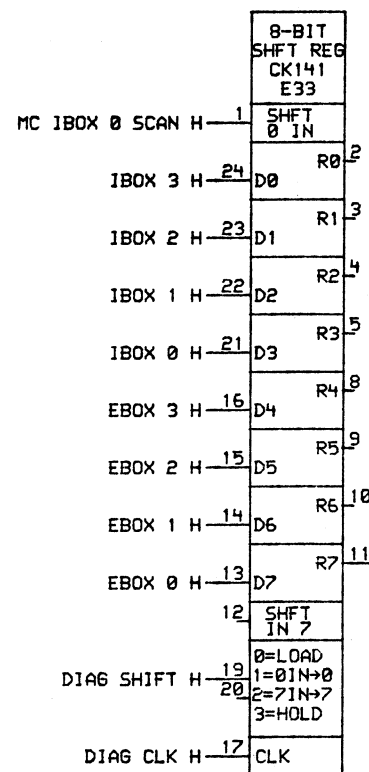 8-BIT
SHFT REG
CK141
E33
MC IBOX 0 SCAN H 1 SHFT 0 IN
R0 2
IBOX 3 H 24 D0
R1 3
IBOX 2 H 23 D1
R2 4
IBOX 1 H 22 D2
R3 5
IBOX 0 H 21 D3
R4 8
EBOX 3 H 16 D4
R5 9
EBOX 2 H 15 D5
R6 10
EBOX 1 H 14 D6
R7 11
EBOX 0 H 13 D7
12 SHFT IN 7
0=LOAD
DIAG SHIFT H 19 1=0IN→0
20 2=7IN→7
3=HOLD
DIAG CLK H 17 CLK